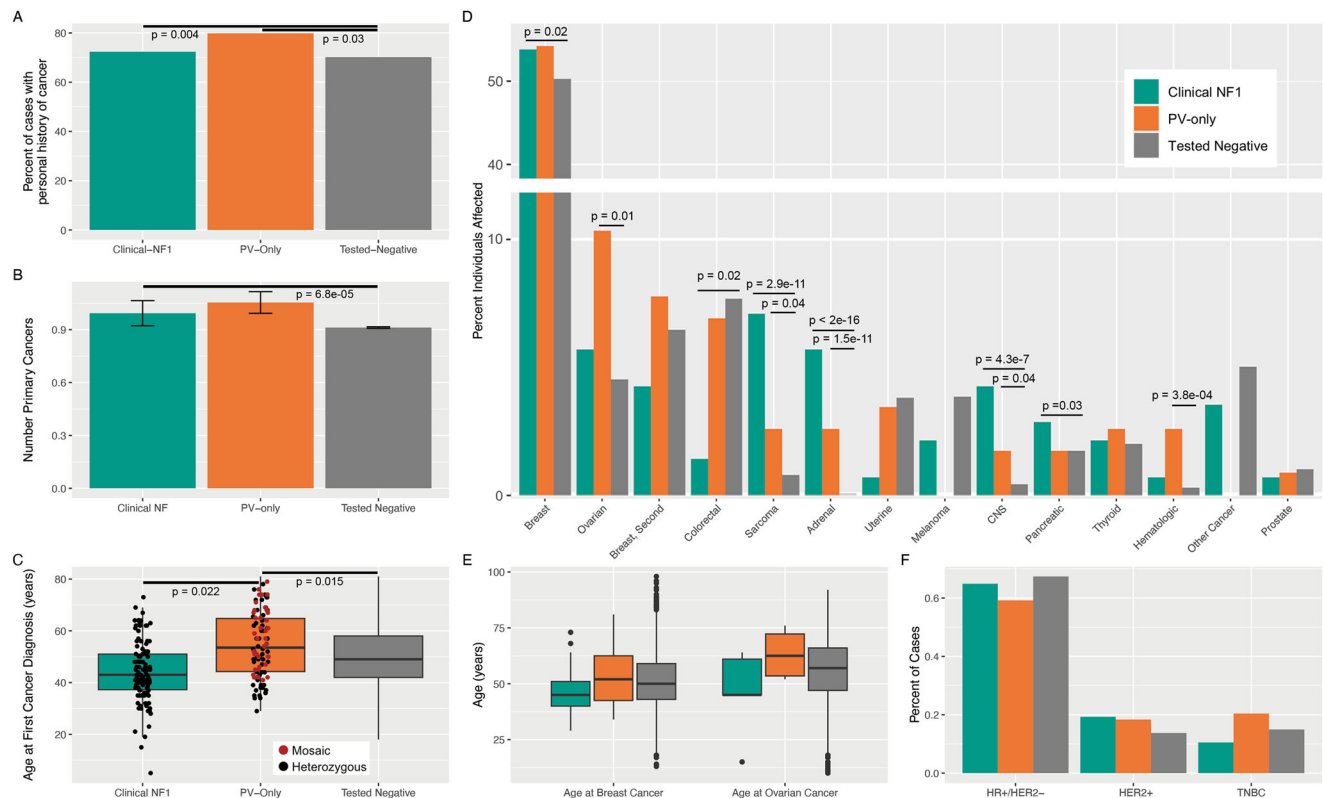 A
Percent of cases with
personal history of cancer
80
60
40
20
0
p = 0.004
p = 0.03
Clinical−NF1
PV−Only
Tested−Negative
B
Number Primary Cancers
0.9
0.6
0.3
0.0
p = 6.8e-05
Clinical NF
PV−only
Tested Negative
C
Age at First Cancer Diagnosis (years)
80
60
40
20
p = 0.022
p = 0.015
Mosaic
Heterozygous
Clinical NF1
PV−Only
Tested Negative
D
Percent Individuals Affected
50
40
10
0
p = 0.02
p = 0.01
p = 0.02
p = 2.9e-11
p = 0.04
p < 2e-16
p = 1.5e-11
p = 4.3e-7
p = 0.04
p =0.03
p = 3.8e-04
Clinical NF1
PV-only
Tested Negative
Breast
Ovarian
Breast, Second
Colorectal
Sarcoma
Adrenal
Uterine
Melanoma
CNS
Pancreatic
Thyroid
Hematologic
Other Cancer
Prostate
E
Age (years)
100
75
50
25
Age at Breast Cancer
Age at Ovarian Cancer
F
Percent of Cases
0.6
0.4
0.2
0.0
HR+/HER2−
HER2+
TNBC